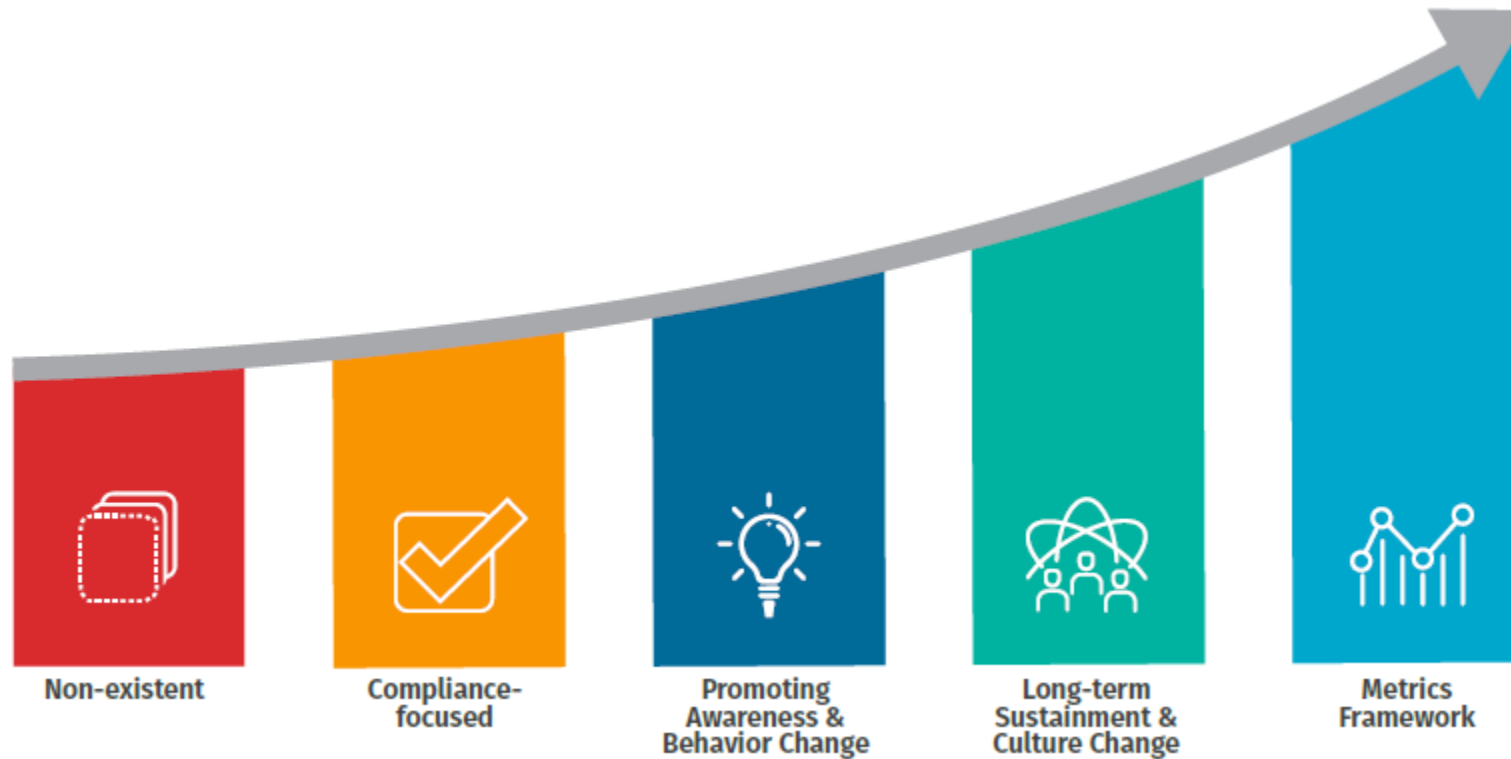 Non-existent
Compliance-
focused
Promoting
Awareness &
Behavior Change
Long-term
Sustainment &
Culture Change
Metrics
Framework